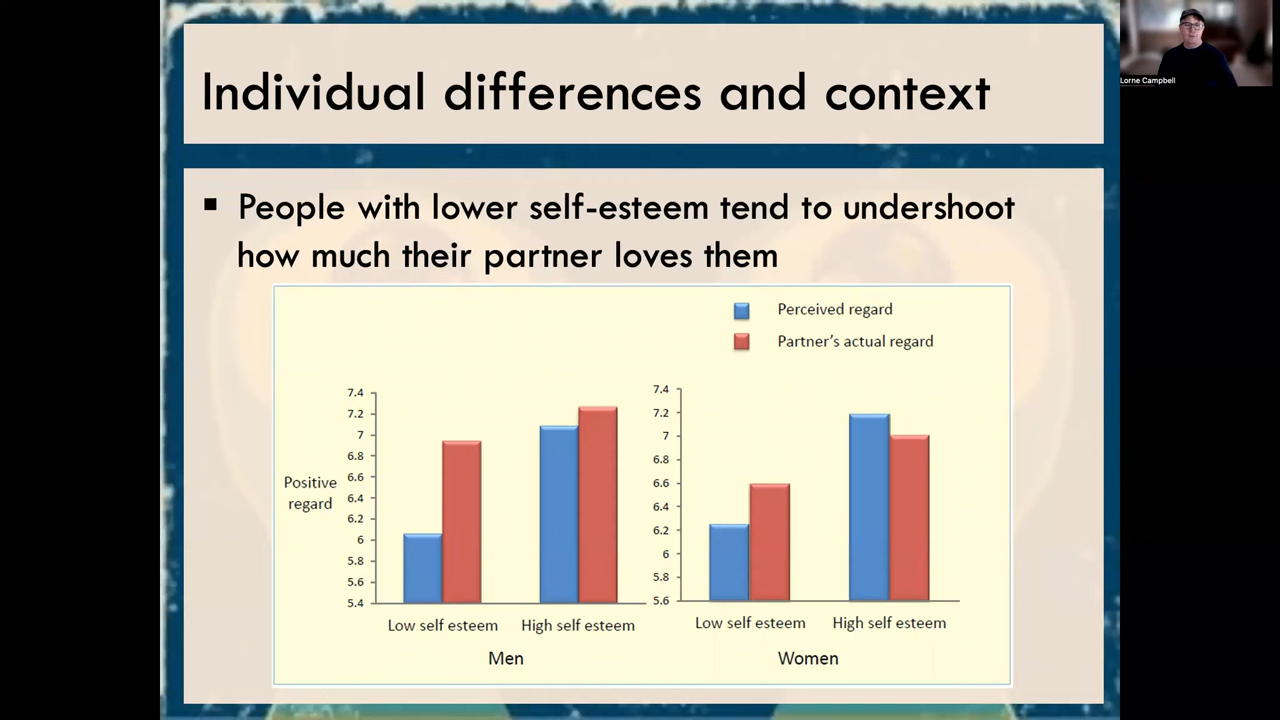 Individual differences and context
Lorne Campbell
▪ People with lower self-esteem tend to undershoot
how much their partner loves them
Perceived regard
Partner's actual regard
Positive
regard
7.4
7.2
7
6.8
6.6
6.4
6.2
6
5.8
5.6
5.4
Low self esteem
High self esteem
Men
7.4
7.2
7
6.8
6.6
6.4
6.2
6
5.8
5.6
Low self esteem
High self esteem
Women